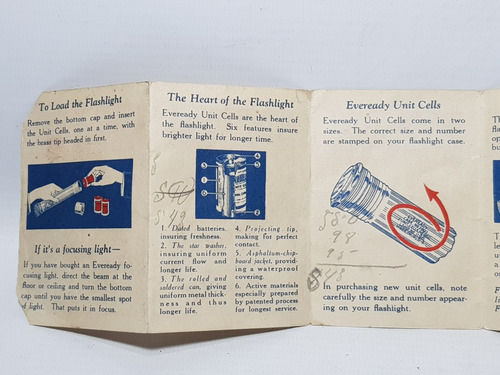 To Load the Flashlight
Remove the bottom cap and insert
the Unit Cells, one at a time, with
the brass tip headed in first.
If it's a focusing light—
If you have bought an Eveready fo-
cusing light, direct the beam at the
floor or ceiling and turn the bottom
cap until you have the smallest spot
of light. That puts it in focus.
The Heart of the Flashlight
Eveready Unit Cells are the heart of
the flashlight. Six features insure
brighter light for longer time.
1. Dated batteries,
insuring freshness.
2. The star washer,
insuring uniform
current flow and
longer life.
3. The rolled and
soldered can, giving
uniform metal thick-
ness and thus
longer life.
4. Projecting tip,
making for perfect
contact.
5. Asphaltum-chip-
board jacket, provid-
ing a waterproof
covering.
6. Active materials
especially prepared
by patented process
for longest service.
Eveready Unit Cells
Eveready Unit Cells come in two
sizes. The correct size and number
are stamped on your flashlight case.
98
In purchasing new unit cells, note
carefully the size and number appear-
ing on your flashlight.